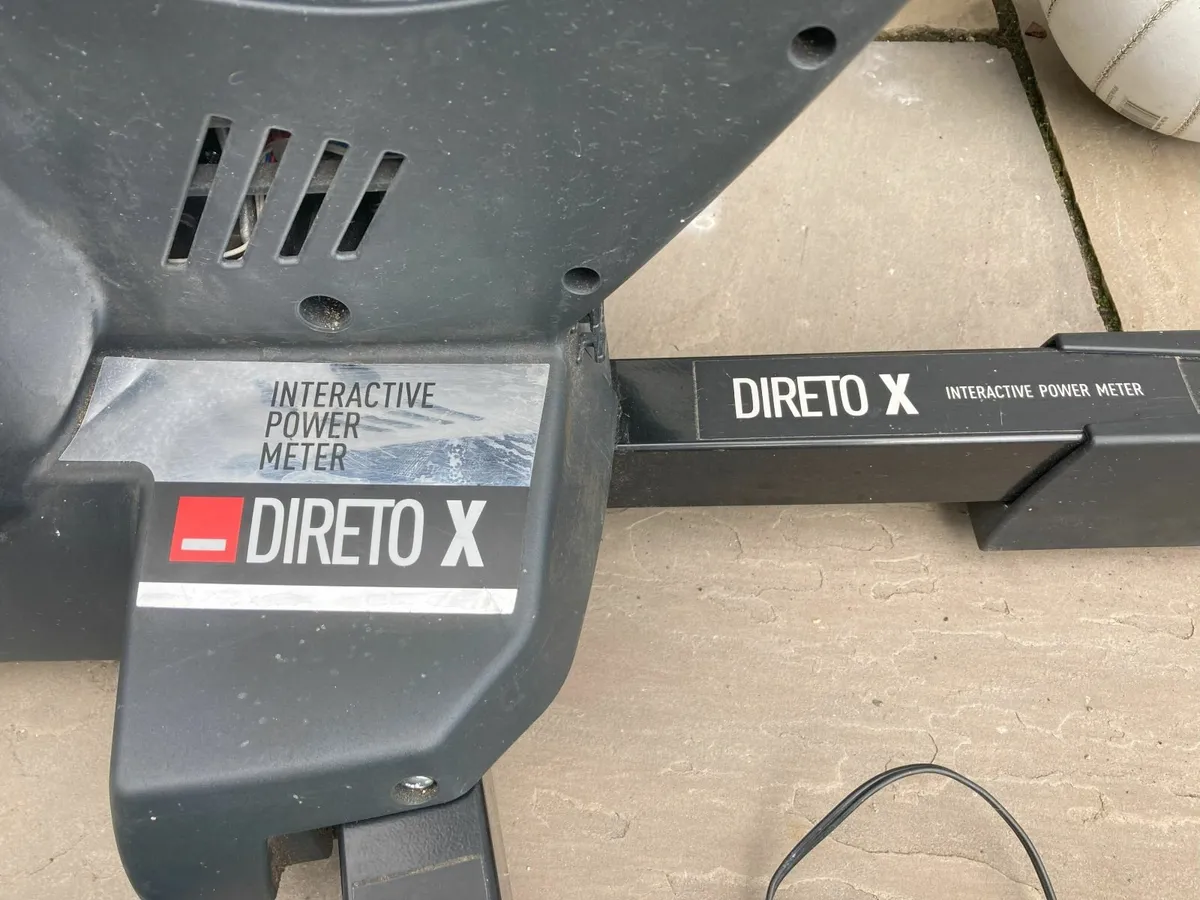 INTERACTIVE
POWER
METER
DIRETO X
DIRETO X INTERACTIVE POWER METER